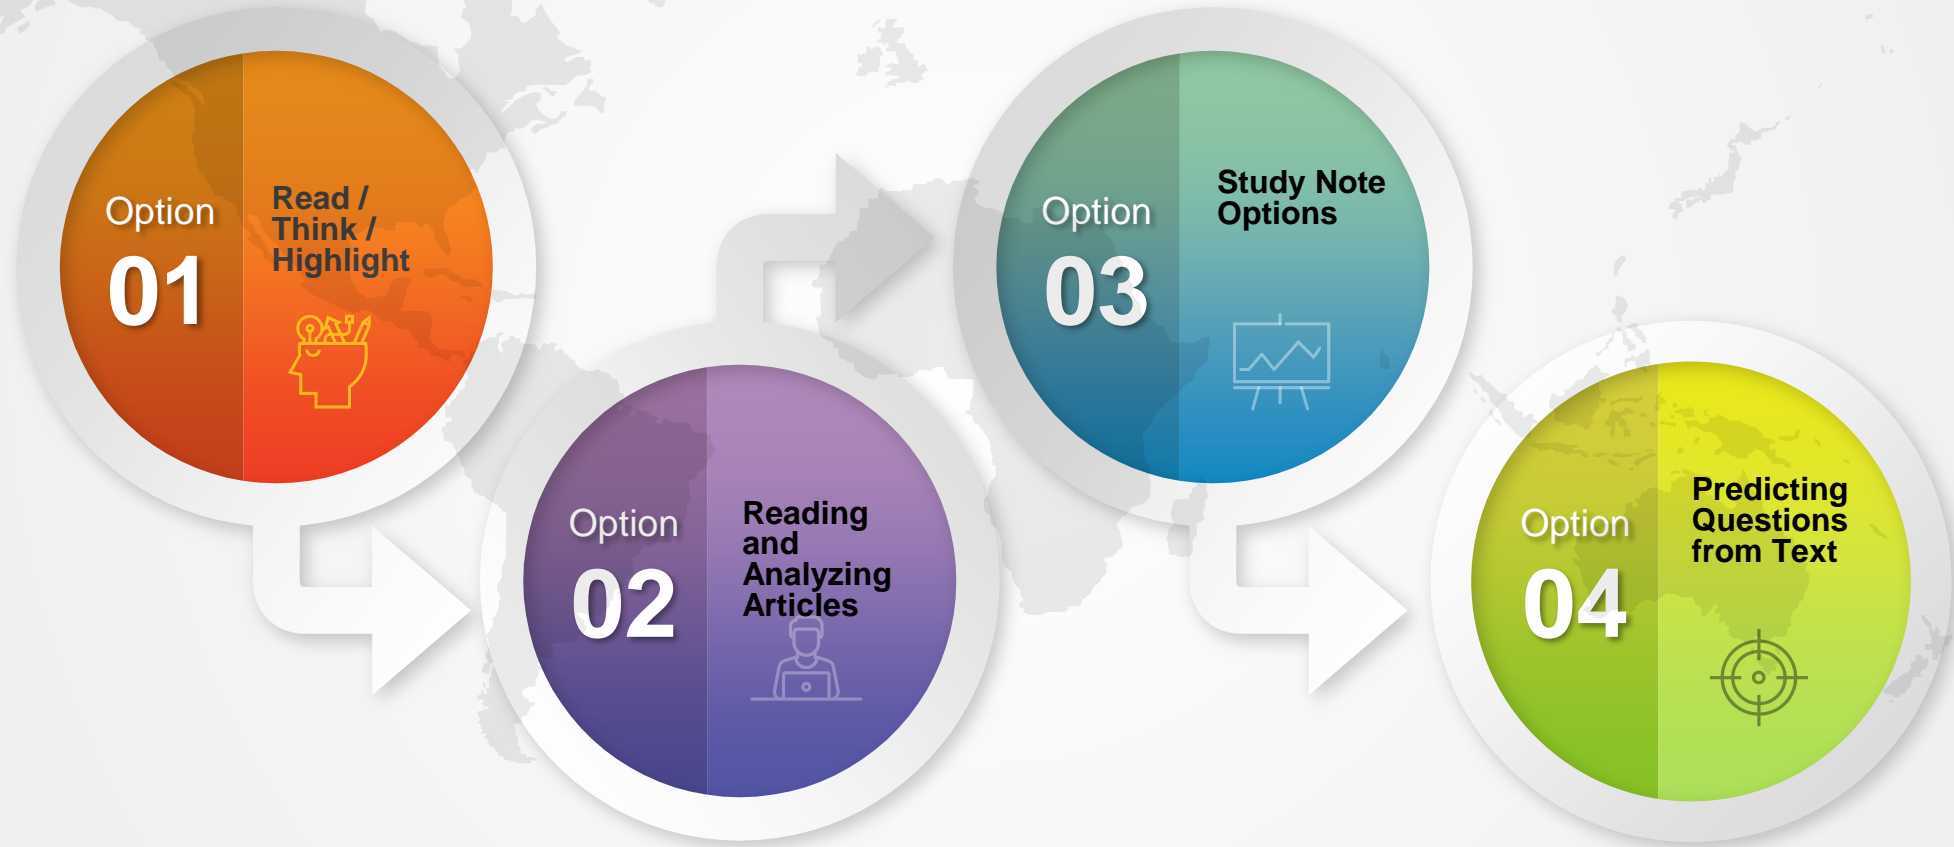 Option
01
Read /
Think /
Highlight
Option
02
Reading
and
Analyzing
Articles
Option
03
Study Note
Options
Option
04
Predicting
Questions
from Text